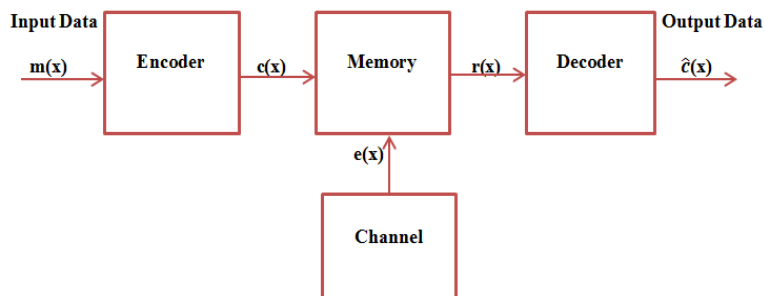 Input Data
Output Data
Encoder
Memory
Decoder
m(x)
c(x)
r(x)
ĉ(x)
e(x)
Channel